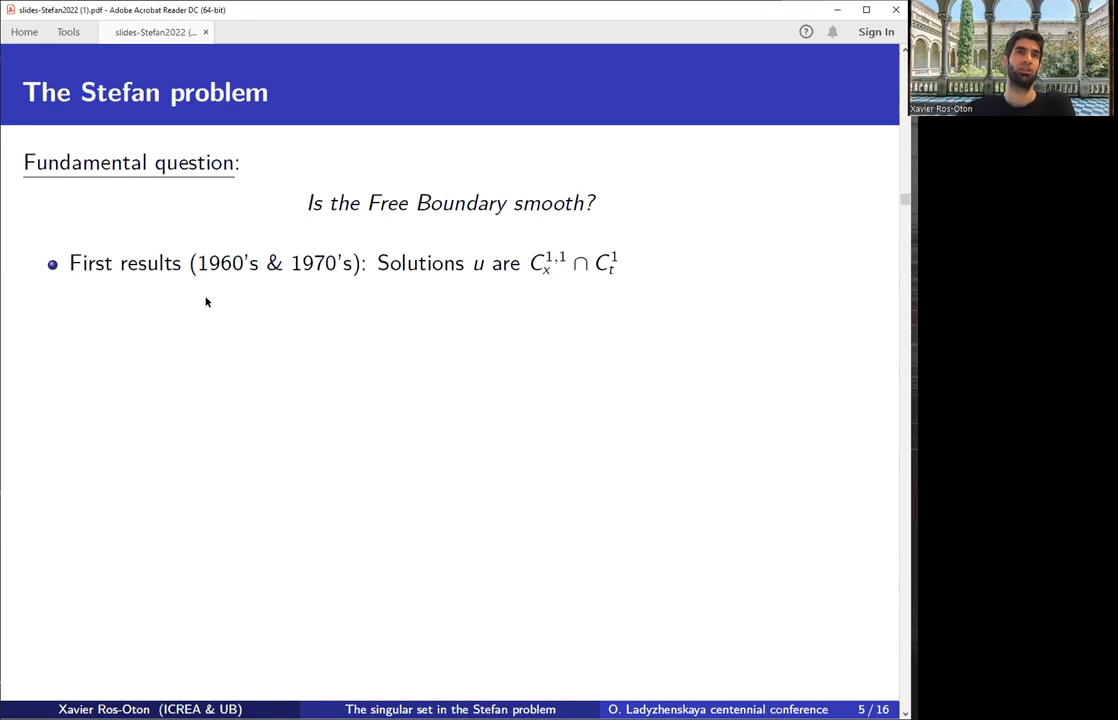 slides-Stefan2022 (1).pdf - Adobe Acrobat Reader DC (64-bit)
Home Tools slides-Stefan2022 (... × Sign In
Xavier Ros-Oton
The Stefan problem
Fundamental question:
Is the Free Boundary smooth?
First results (1960's & 1970's): Solutions u are C_x^{1,1} ∩ C_t^1
Xavier Ros-Oton (ICREA & UB) The singular set in the Stefan problem O. Ladyzhenskaya centennial conference 5 / 16